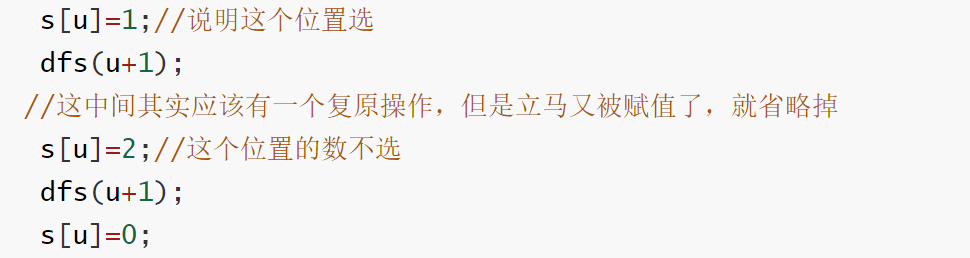 s[u]=1;//说明这个位置选
dfs(u+1);
//这中间其实应该有一个复原操作，但是立马又被赋值了，就省略掉
s[u]=2;//这个位置的数不选
dfs(u+1);
s[u]=0;